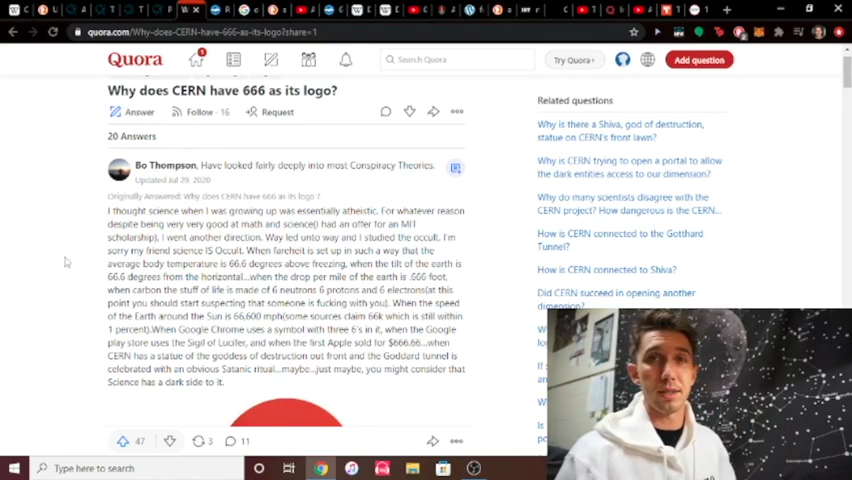 quora.com/Why-does-CERN-have-666-as-its-logo?share=1
Quora
1
Search Quora
Try Quora+
Add question
Why does CERN have 666 as its logo?
Answer
Follow · 16
Request
20 Answers
Bo Thompson, Have looked fairly deeply into most Conspiracy Theories.
Updated Jul 29, 2020
Originally Answered: Why does CERN have 666 as its logo ?
I thought science when I was growing up was essentially atheistic. For whatever reason
despite being very very good at math and science(I had an offer for an MIT
scholarship), I went another direction. Way led unto way and I studied the occult. I'm
sorry my friend science IS Occult. When fareheit is set up in such a way that the
average body temperature is 66.6 degrees above freezing, when the tilt of the earth is
66.6 degrees from the horizontal...when the drop per mile of the earth is .666 foot,
when carbon the stuff of life is made of 6 neutrons 6 protons and 6 electrons(at this
point you should start suspecting that someone is fucking with you). When the speed
of the Earth around the Sun is 66,600 mph(some sources claim 66k which is still within
1 percent).When Google Chrome uses a symbol with three 6's in it, when the Google
play store uses the Sigil of Lucifer, and when the first Apple sold for $666.66...when
CERN has a statue of the goddess of destruction out front and the Goddard tunnel is
celebrated with an obvious Satanic ritual...maybe...just maybe, you might consider that
Science has a dark side to it.
47
3
11
Related questions
Why is there a Shiva, god of destruction,
statue on CERN's front lawn?
Why is CERN trying to open a portal to allow
the dark entities access to our dimension?
Why do many scientists disagree with the
CERN project? How dangerous is the CERN...
How is CERN connected to the Gotthard
Tunnel?
How is CERN connected to Shiva?
Did CERN succeed in opening another
dimension?
Type here to search